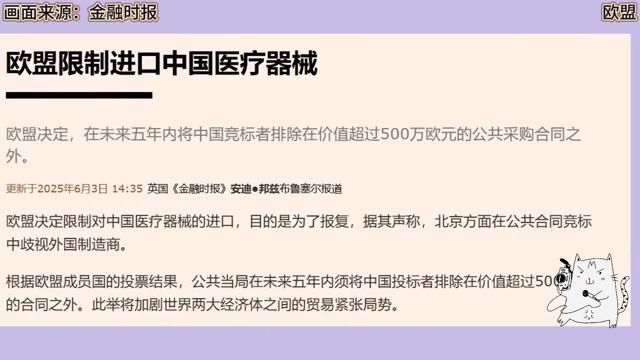 画面来源：金融时报
欧盟
欧盟限制进口中国医疗器械
欧盟决定，在未来五年内将中国竞标者排除在价值超过500万欧元的公共采购合同之
外。
更新于2025年6月3日 14:35 英国《金融时报》安迪●邦兹布鲁塞尔报道
欧盟决定限制对中国医疗器械的进口，目的是为了报复，据其声称，北京方面在公共合同竞标
中歧视外国制造商。
根据欧盟成员国的投票结果，公共当局在未来五年内须将中国投标者排除在价值超过500
的合同之外。此举将加剧世界两大经济体之间的贸易紧张局势。